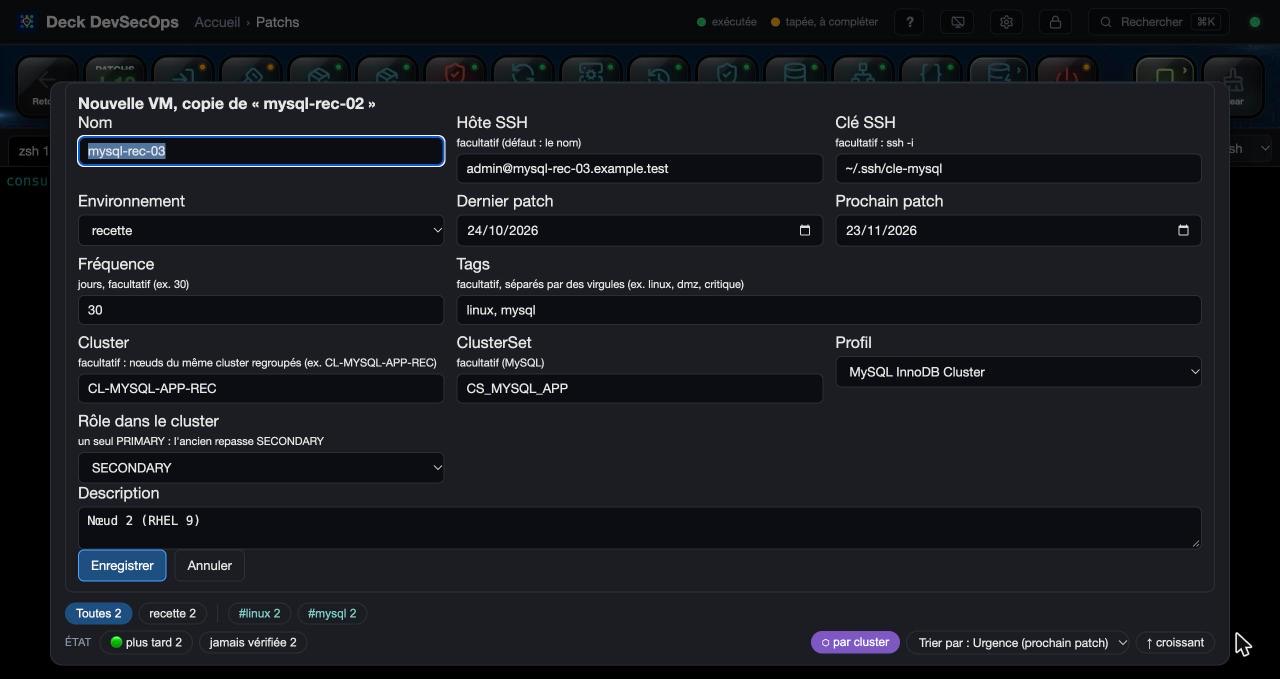 Deck DevSecOps Accueil › Patchs
exécutée tapée, à compléter ? Rechercher ⌘K
PATCHS
zsh 1
consu
Nouvelle VM, copie de « mysql-rec-02 »
Nom
mysql-rec-03
Hôte SSH
facultatif (défaut : le nom)
admin@mysql-rec-03.example.test
Clé SSH
facultatif : ssh -i
~/.ssh/cle-mysql
Environnement
recette
Dernier patch
24/10/2026
Prochain patch
23/11/2026
Fréquence
jours, facultatif (ex. 30)
30
Tags
facultatif, séparés par des virgules (ex. linux, dmz, critique)
linux, mysql
Cluster
facultatif : nœuds du même cluster regroupés (ex. CL-MYSQL-APP-REC)
CL-MYSQL-APP-REC
ClusterSet
facultatif (MySQL)
CS_MYSQL_APP
Profil
MySQL InnoDB Cluster
Rôle dans le cluster
un seul PRIMARY : l'ancien repasse SECONDARY
SECONDARY
Description
Nœud 2 (RHEL 9)
Enregistrer Annuler
Toutes 2 recette 2 #linux 2 #mysql 2
ÉTAT plus tard 2 jamais vérifiée 2 par cluster Trier par : Urgence (prochain patch) ↑ croissant